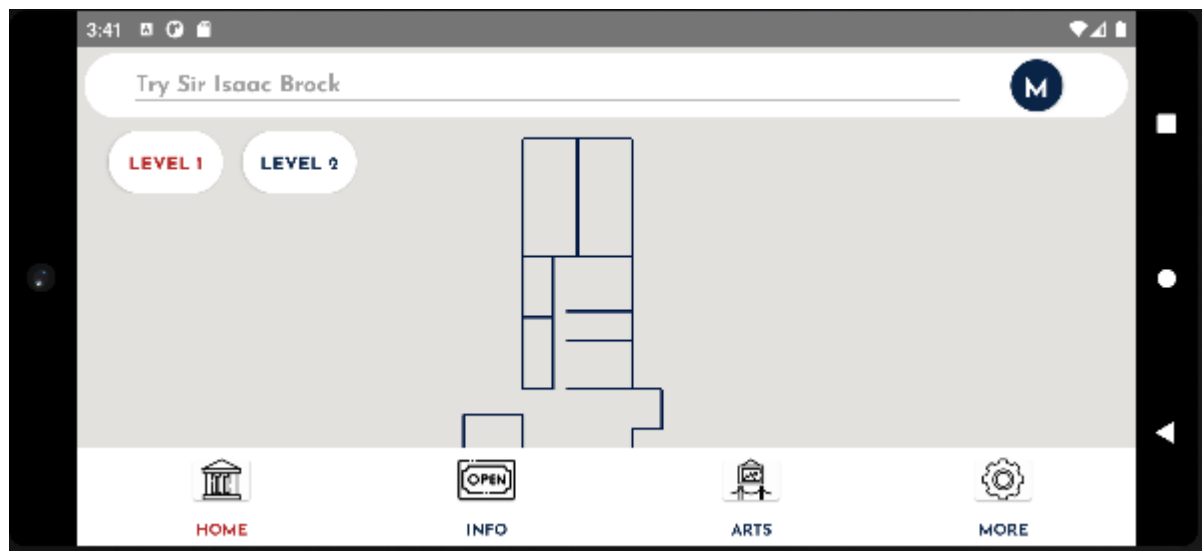 3:41
Try Sir Isaac Brock
M
LEVEL 1 LEVEL 2
OPEN
HOME INFO ARTS MORE